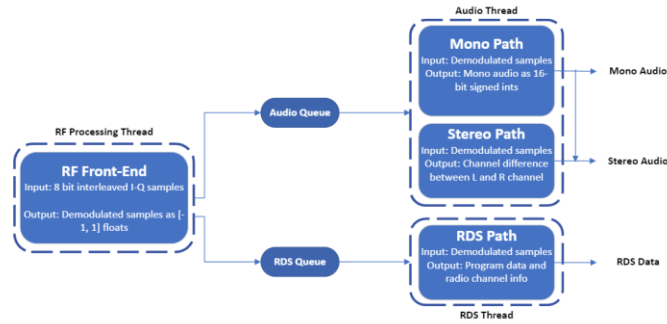 Audio Thread
Mono Path
Input: Demodulated samples
Output: Mono audio as 16-
bit signed ints
Mono Audio
Audio Queue
RF Processing Thread
Stereo Path
Input: Demodulated samples
Output: Channel difference
between L and R channel
Stereo Audio
RF Front-End
Input: 8 bit interleaved I-Q samples
Output: Demodulated samples as [-
1, 1] floats
RDS Path
Input: Demodulated samples
Output: Program data and
radio channel info
RDS Queue
RDS Data
RDS Thread